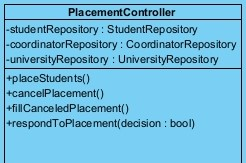 PlacementController
-studentRepository : StudentRepository
-coordinatorRepository : CoordinatorRepository
-universityRepository : UniversityRepository
+placeStudents()
+cancelPlacement()
+fillCanceledPlacement()
+respondToPlacement(decision : bool)